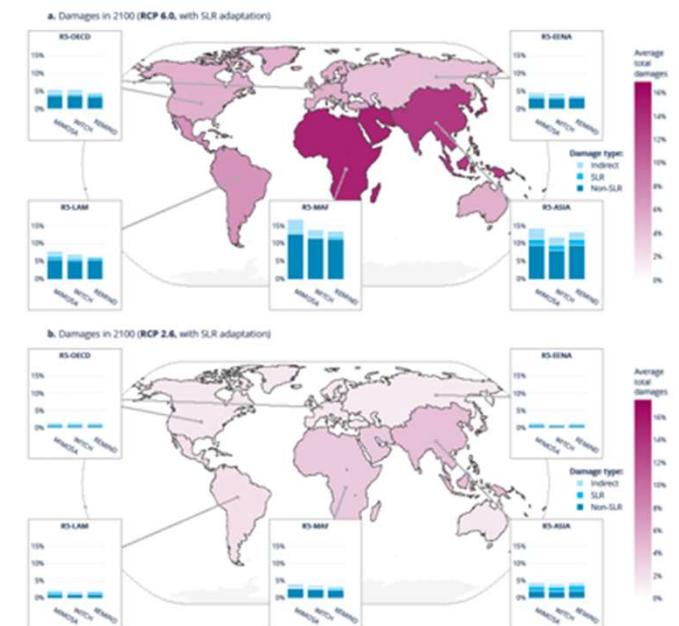 a. Damages in 2100 (RCP 6.0, with SLR adaptation)
R5-OECD
15%
10%
5%
0%
MIMOSA
WITCH
REMIND
R5-EENA
15%
10%
5%
0%
MIMOSA
WITCH
REMIND
Average
total
damages
16%
14%
12%
10%
8%
6%
4%
2%
0%
Damage type:
Indirect
SLR
Non-SLR
R5-LAM
15%
10%
5%
0%
MIMOSA
WITCH
REMIND
R5-MAF
15%
10%
5%
0%
MIMOSA
WITCH
REMIND
R5-ASIA
15%
10%
5%
0%
MIMOSA
WITCH
REMIND
b. Damages in 2100 (RCP 2.6, with SLR adaptation)
R5-OECD
15%
10%
5%
0%
MIMOSA
WITCH
REMIND
R5-EENA
15%
10%
5%
0%
MIMOSA
WITCH
REMIND
Average
total
damages
16%
14%
12%
10%
8%
6%
4%
2%
0%
Damage type:
Indirect
SLR
Non-SLR
R5-LAM
15%
10%
5%
0%
MIMOSA
WITCH
REMIND
R5-MAF
15%
10%
5%
0%
MIMOSA
WITCH
REMIND
R5-ASIA
15%
10%
5%
0%
MIMOSA
WITCH
REMIND